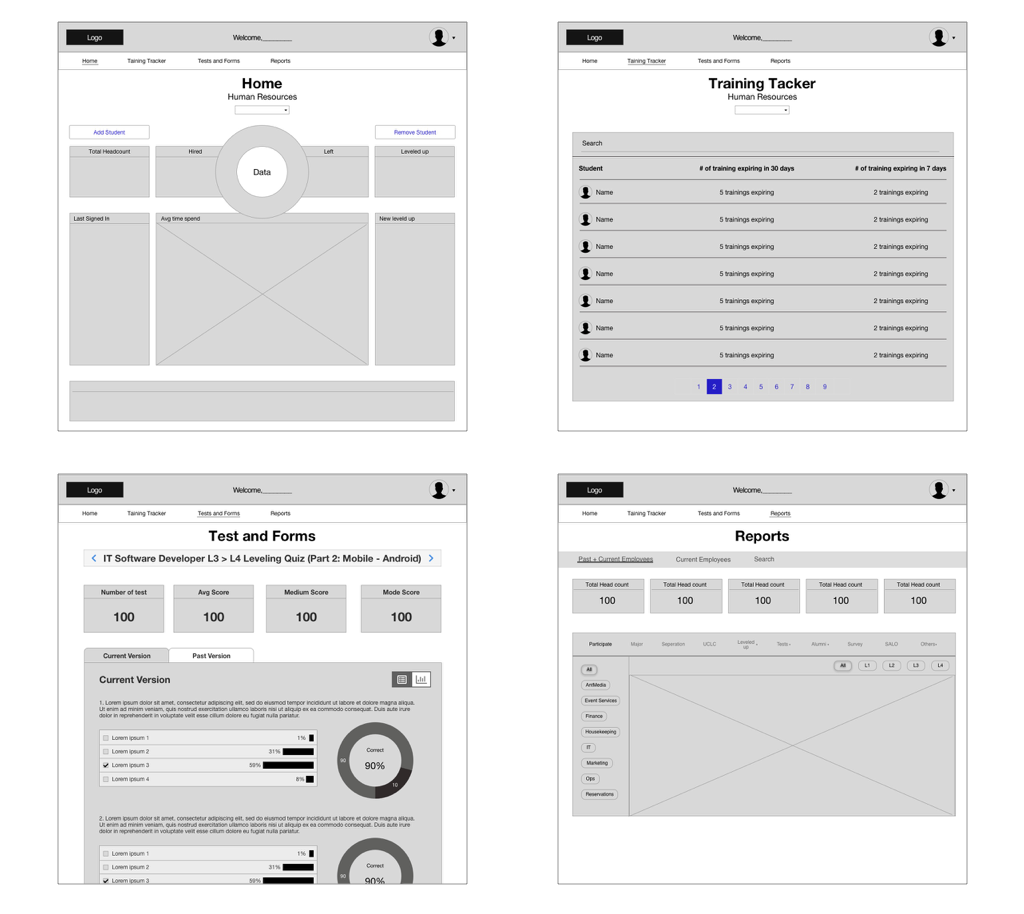 Logo
Welcome,________
Home Taining Tracker Tests and Forms Reports
Home
Human Resources
Add Student Remove Student
Total Headcount Hired Left Leveled up
Data
Last Signed In Avg time spend New leveld up
Logo
Welcome,________
Home Taining Tracker Tests and Forms Reports
Training Tacker
Human Resources
Search
Student # of training expiring in 30 days # of training expiring in 7 days
Name 5 trainings expiring 2 trainings expiring
Name 5 trainings expiring 2 trainings expiring
Name 5 trainings expiring 2 trainings expiring
Name 5 trainings expiring 2 trainings expiring
Name 5 trainings expiring 2 trainings expiring
Name 5 trainings expiring 2 trainings expiring
Name 5 trainings expiring 2 trainings expiring
1 2 3 4 5 6 7 8 9
Logo
Welcome,________
Home Taining Tracker Tests and Forms Reports
Test and Forms
< IT Software Developer L3 > L4 Leveling Quiz (Part 2: Mobile - Android) >
Number of test Avg Score Medium Score Mode Score
100 100 100 100
Current Version Past Version
Current Version
1. Lorem ipsum dolor sit amet, consectetur adipiscing elit, sed do eiusmod tempor incididunt ut labore et dolore magna aliqua.
Ut enim ad minim veniam, quis nostrud exercitation ullamco laboris nisi ut aliquip ex ea commodo consequat. Duis aute irure
dolor in reprehenderit in voluptate velit esse cillum dolore eu fugiat nulla pariatur.
Lorem ipsum 1 1%
Lorem ipsum 2 31%
Lorem ipsum 3 59%
Lorem ipsum 4 8%
Correct
90%
90
10
2. Lorem ipsum dolor sit amet, consectetur adipiscing elit, sed do eiusmod tempor incididunt ut labore et dolore magna aliqua.
Ut enim ad minim veniam, quis nostrud exercitation ullamco laboris nisi ut aliquip ex ea commodo consequat. Duis aute irure
dolor in reprehenderit in voluptate velit esse cillum dolore eu fugiat nulla pariatur.
Lorem ipsum 1 1%
Lorem ipsum 2 31%
Lorem ipsum 3 59%
Correct
90%
90
Logo
Welcome,________
Home Taining Tracker Tests and Forms Reports
Reports
Past + Current Employees Current Employees Search
Total Head count Total Head count Total Head count Total Head count Total Head count
100 100 100 100 100
Participate Major Separation UCLC Leveled up Tests Alumni Survey SALO Others
All L1 L2 L3 L4
All
Art/Media
Event Services
Finance
Housekeeping
IT
Marketing
Ops
Reservations